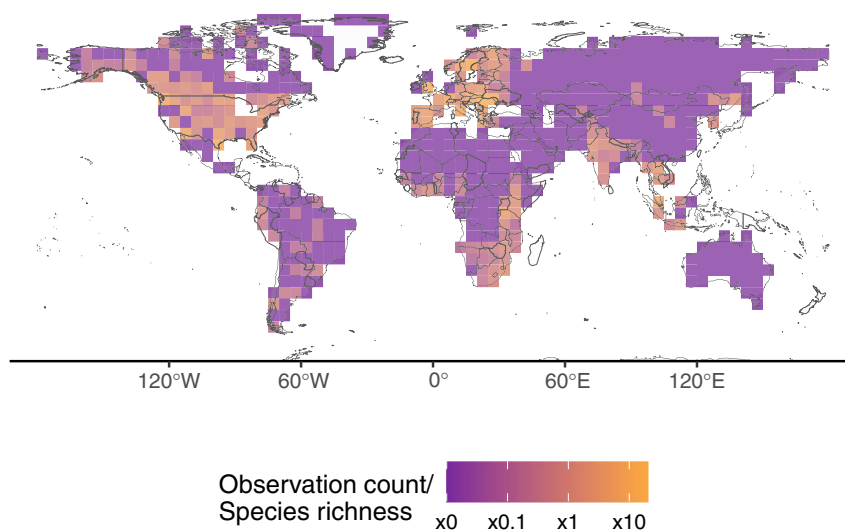 120°W 60°W 0° 60°E 120°E
Observation count/
Species richness
x0 x0.1 x1 x10